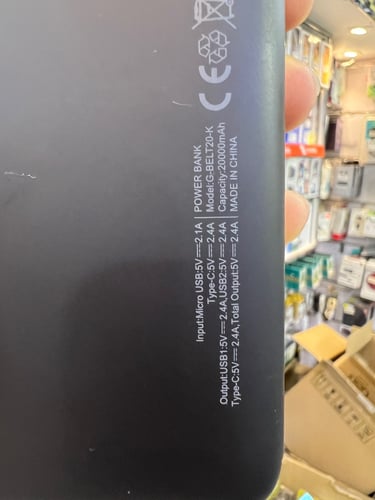 Input:Micro USB:5V⎓2.1A | POWER BANK
Type-C:5V⎓2.4A | Model:G-BELT20-K
Output:USB1:5V⎓2.4A,USB2:5V⎓2.4A | Capacity:20000mAh
Type-C:5V⎓2.4A,Total Output:5V⎓2.4A | MADE IN CHINA
CE